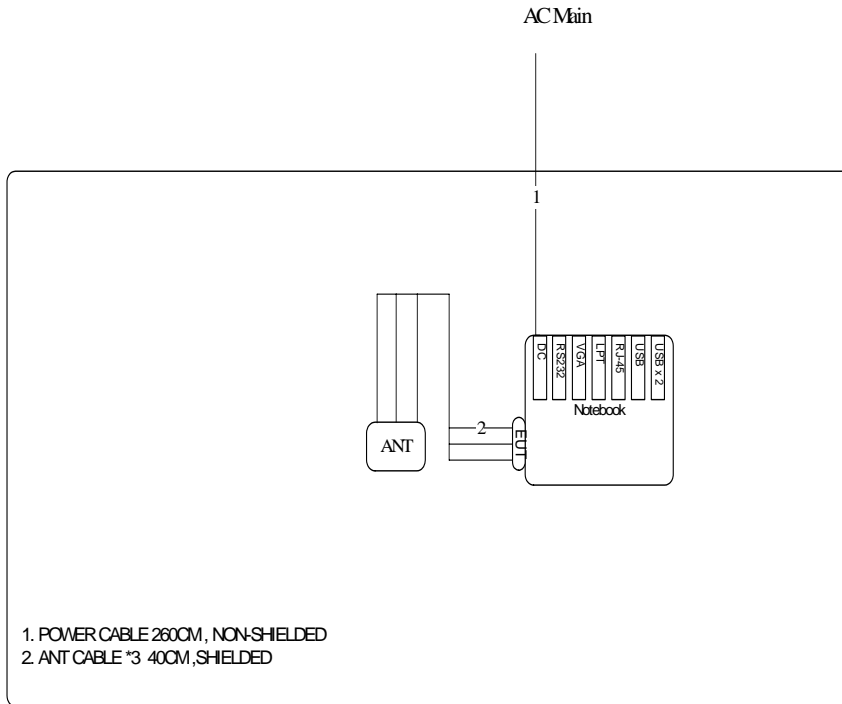 AC Main
1
DC
RS232
VGA
LPT
RJ-45
USB
USB x 2
Notebook
2
EUT
ANT
1. POWER CABLE 260CM , NON-SHIELDED
2. ANT CABLE *3 40CM ,SHIELDED